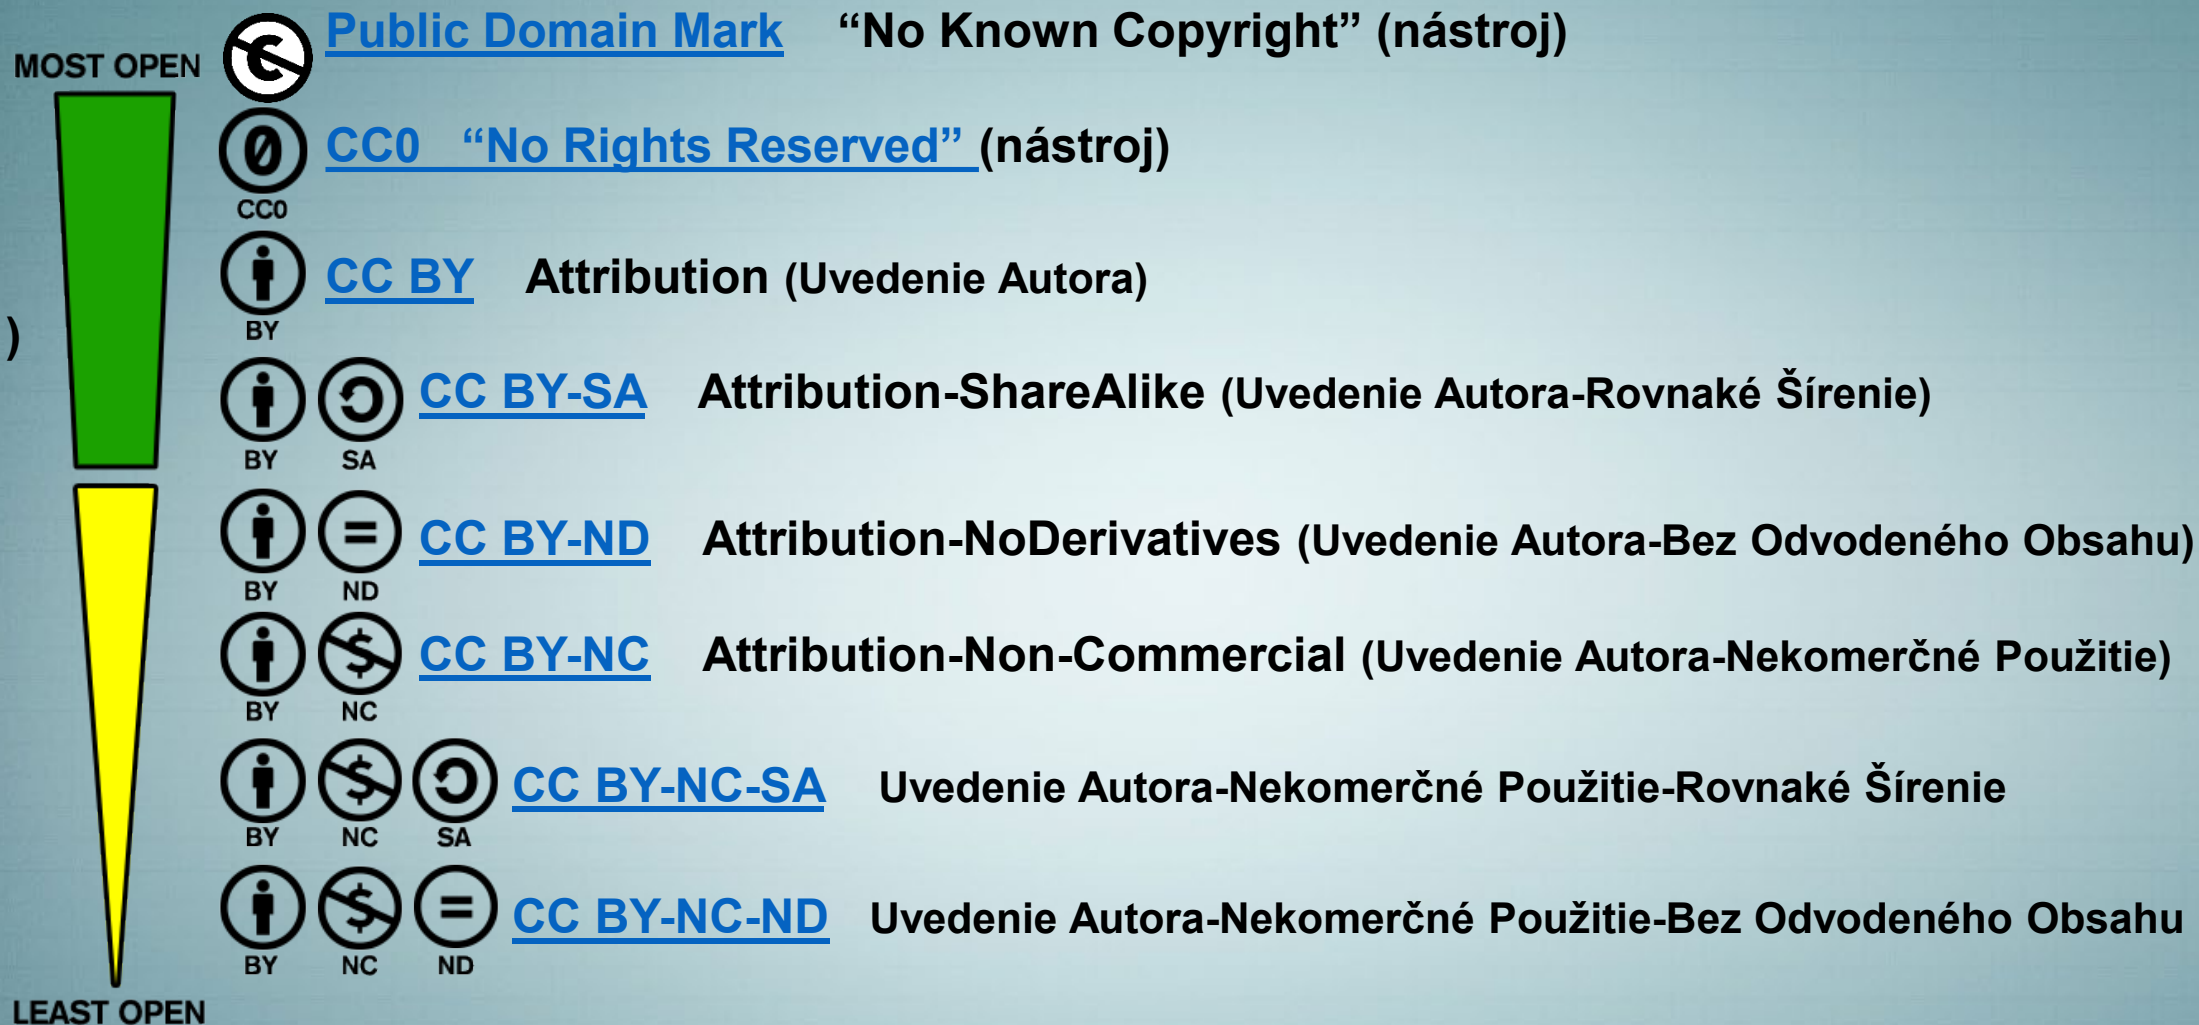 Public Domain Mark “No Known Copyright” (nástroj)
MOST OPEN
CC0 “No Rights Reserved” (nástroj)
CC0
CC BY Attribution (Uvedenie Autora)
BY
)
CC BY-SA Attribution-ShareAlike (Uvedenie Autora-Rovnaké Šírenie)
BY SA
CC BY-ND Attribution-NoDerivatives (Uvedenie Autora-Bez Odvodeného Obsahu)
BY ND
CC BY-NC Attribution-Non-Commercial (Uvedenie Autora-Nekomerčné Použitie)
BY NC
CC BY-NC-SA Uvedenie Autora-Nekomerčné Použitie-Rovnaké Šírenie
BY NC SA
CC BY-NC-ND Uvedenie Autora-Nekomerčné Použitie-Bez Odvodeného Obsahu
BY NC ND
LEAST OPEN